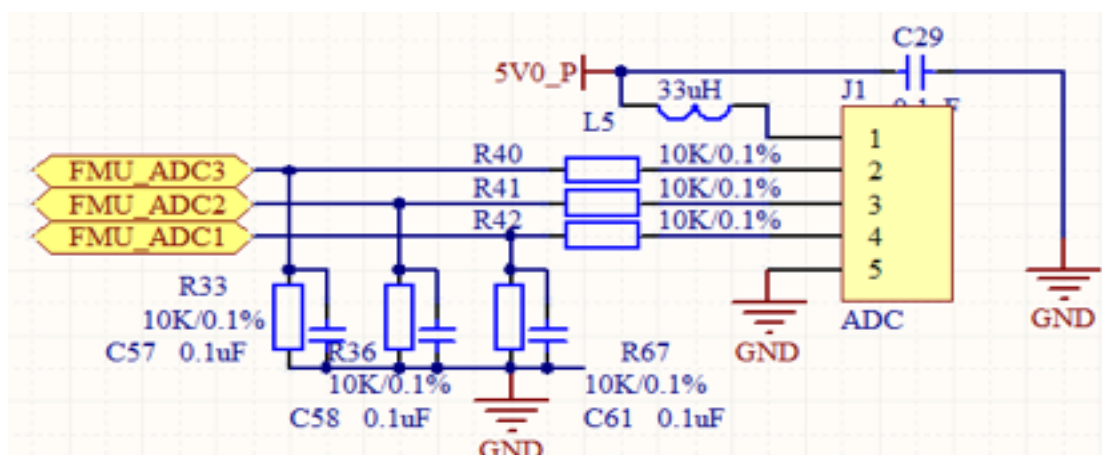 C29
5V0_P
33uH
J1
L5
1
R40
10K/0.1%
FMU_ADC3
2
R41
10K/0.1%
FMU_ADC2
3
R42
10K/0.1%
FMU_ADC1
4
5
R33
10K/0.1%
ADC
GND
GND
C57 0.1uF
R36
R67
10K/0.1%
10K/0.1%
C58 0.1uF
C61 0.1uF
GND